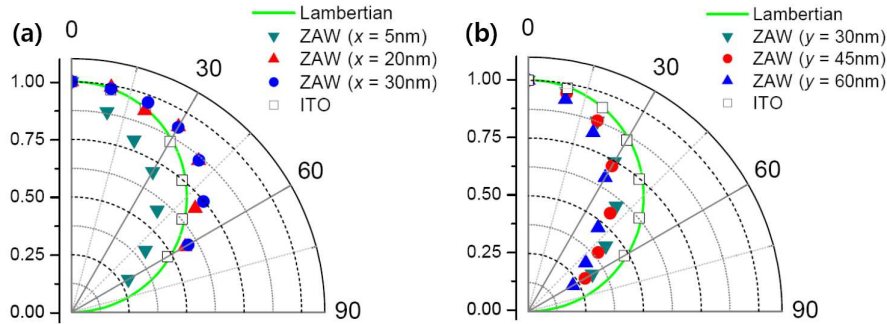 (a)
0
30
60
90
1.00
0.75
0.50
0.25
0.00
Lambertian
ZAW (x = 5nm)
ZAW (x = 20nm)
ZAW (x = 30nm)
ITO
(b)
0
30
60
90
1.00
0.75
0.50
0.25
0.00
Lambertian
ZAW (y = 30nm)
ZAW (y = 45nm)
ZAW (y = 60nm)
ITO